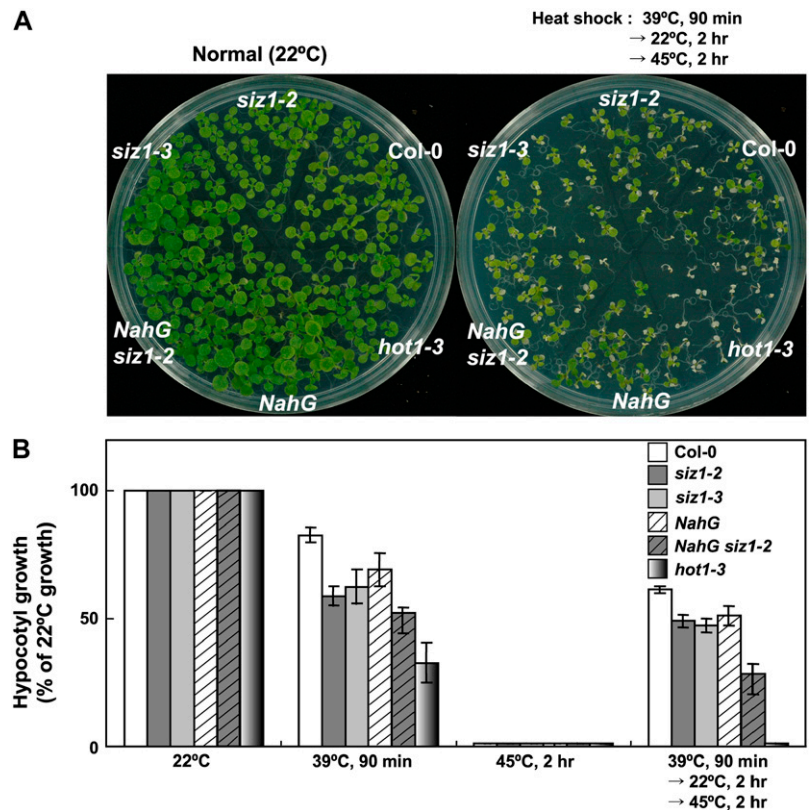 A
Normal (22ºC)
Heat shock : 39ºC, 90 min
→ 22ºC, 2 hr
→ 45ºC, 2 hr
siz1-2
siz1-3
Col-0
NahG
siz1-2
hot1-3
NahG
siz1-2
siz1-3
Col-0
NahG
siz1-2
hot1-3
NahG
B
Hypocotyl growth
(% of 22ºC growth)
100
50
0
Col-0
siz1-2
siz1-3
NahG
NahG siz1-2
hot1-3
22ºC
39ºC, 90 min
45ºC, 2 hr
39ºC, 90 min
→ 22ºC, 2 hr
→ 45ºC, 2 hr